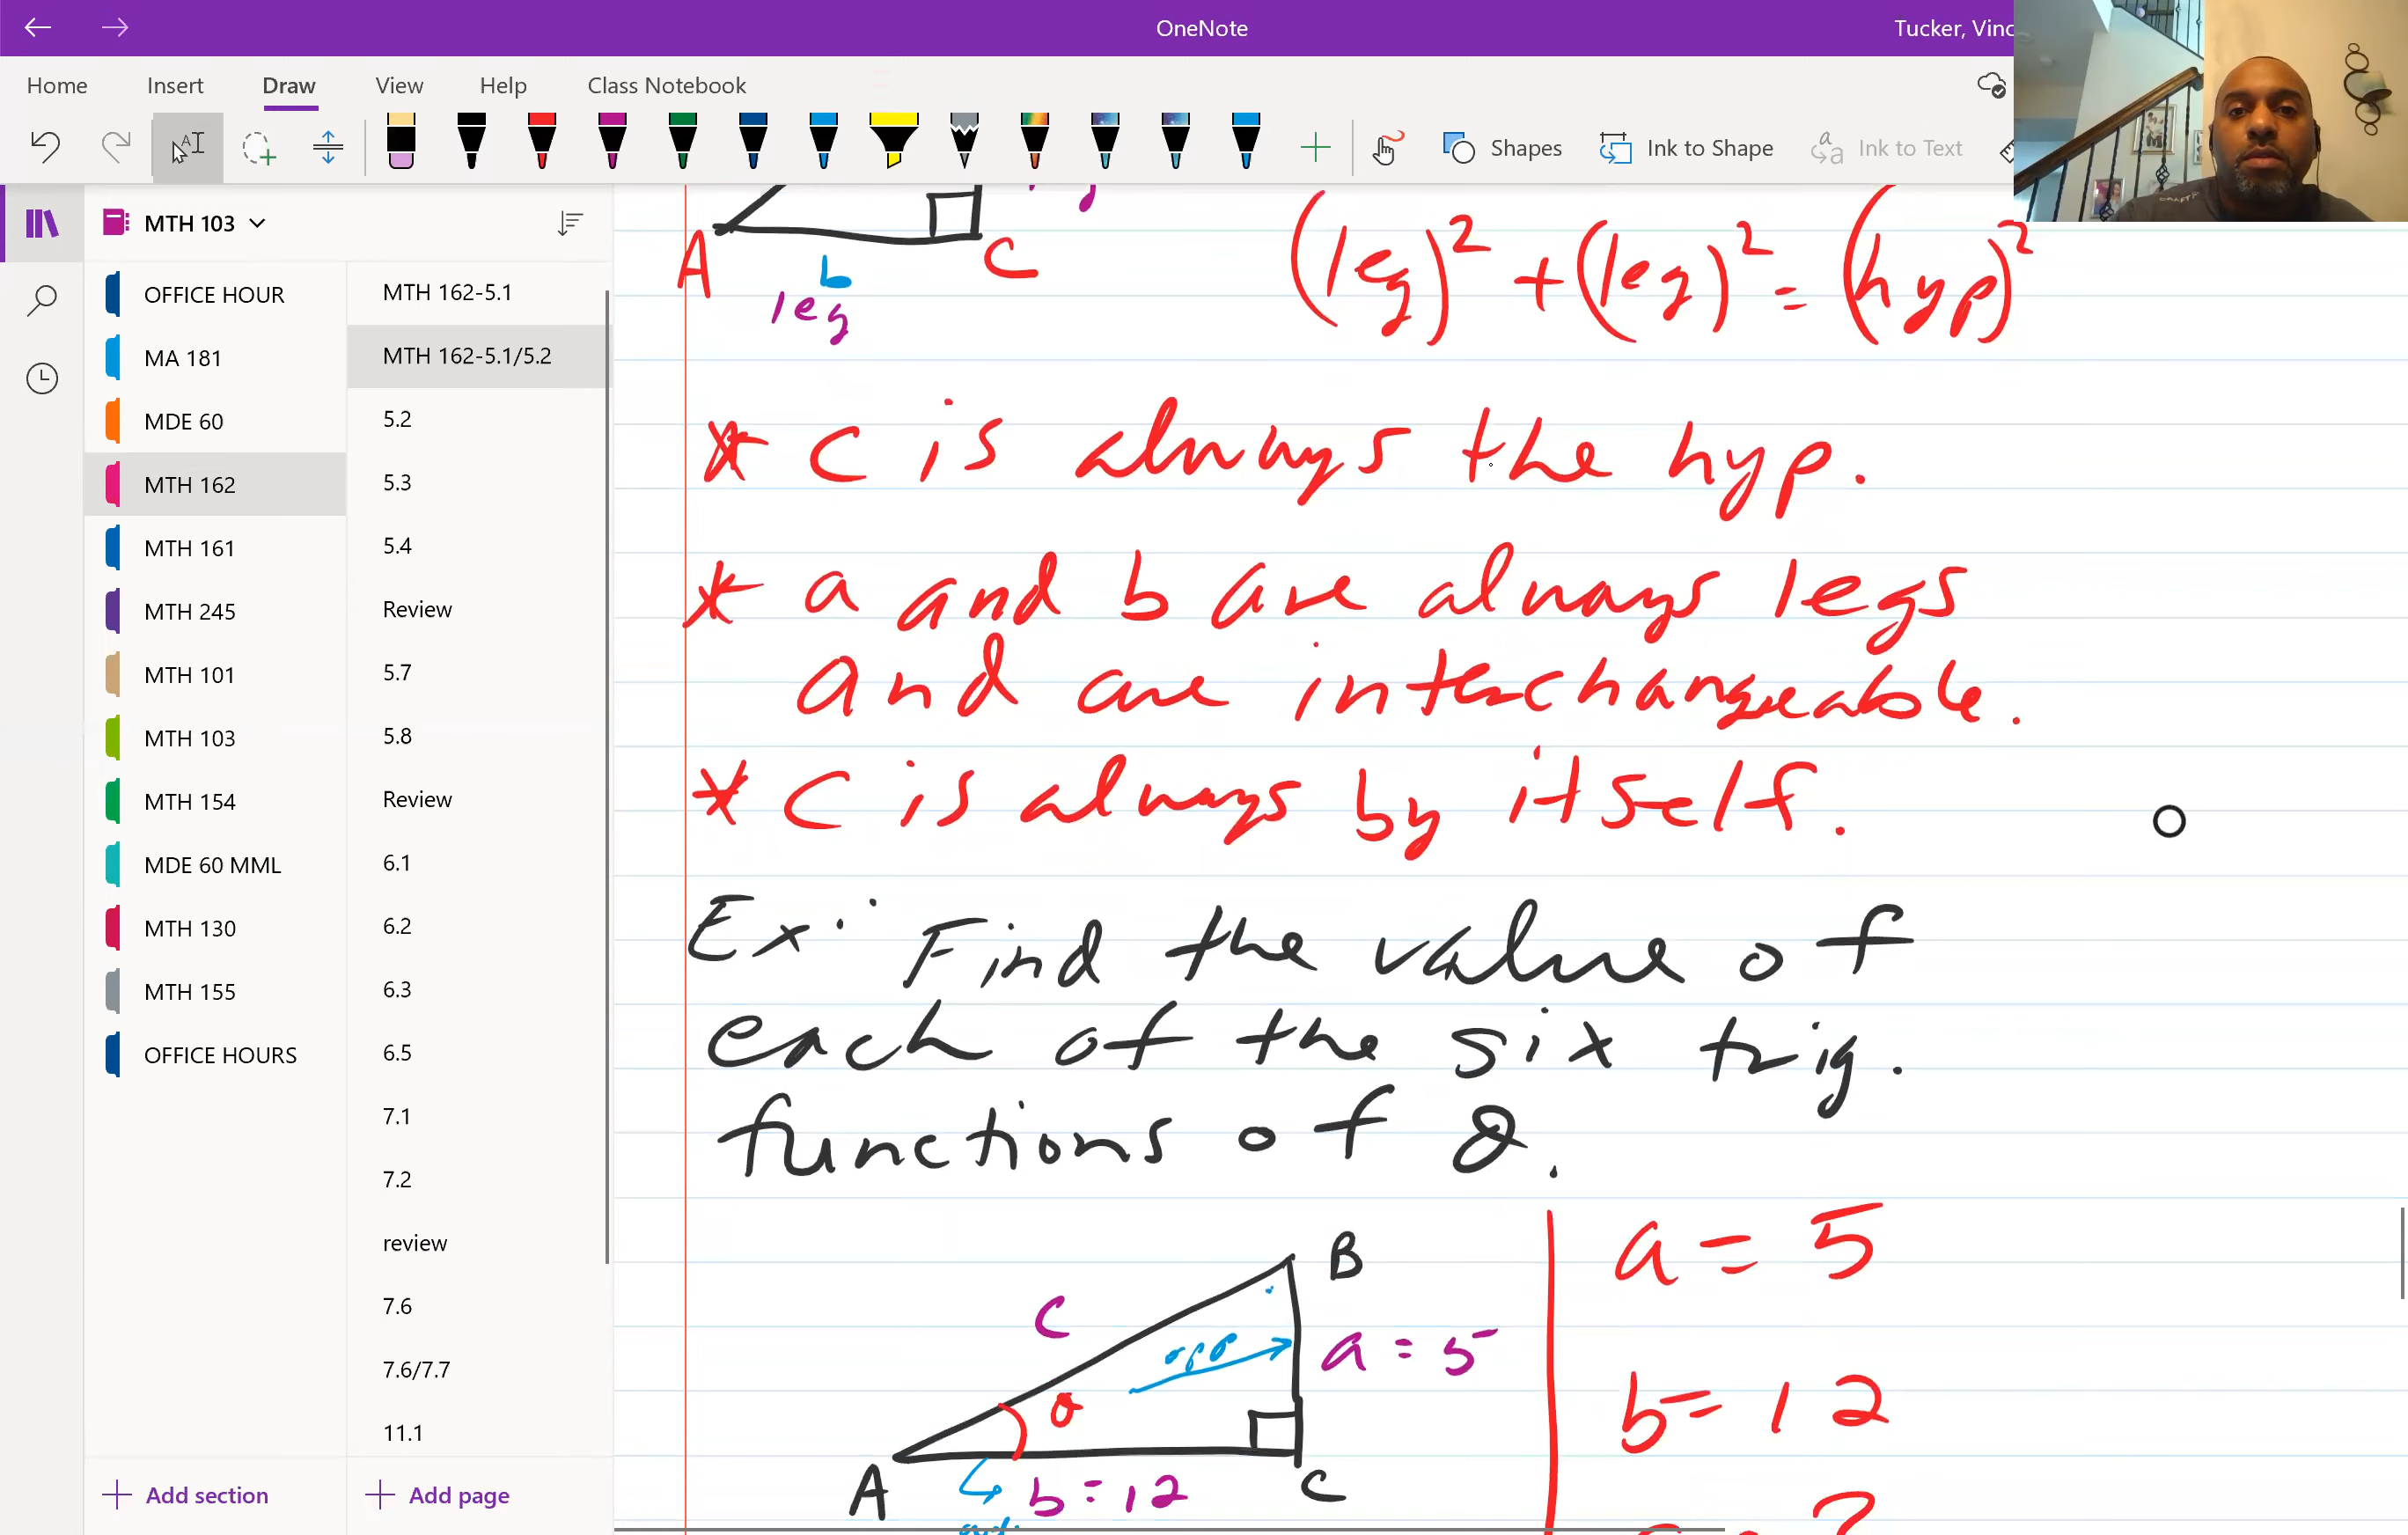 OneNote
Tucker, Vinc
Home Insert Draw View Help Class Notebook
Shapes Ink to Shape Ink to Text
MTH 103
OFFICE HOUR
MA 181
MDE 60
MTH 162
MTH 161
MTH 245
MTH 101
MTH 103
MTH 154
MDE 60 MML
MTH 130
MTH 155
OFFICE HOURS
Add section
MTH 162-5.1
MTH 162-5.1/5.2
5.2
5.3
5.4
Review
5.7
5.8
Review
6.1
6.2
6.3
6.5
7.1
7.2
review
7.6
7.6/7.7
11.1
Add page
A C
b
leg
(leg)² + (leg)² = (hyp)²
* C is always the hyp.
* a and b are always legs
and are interchangeable.
* C is always by itself.
Ex: Find the value of
each of the six trig.
functions of θ.
B
C
opp
a = 5
θ
A
b = 12
C
a = 5
b = 12